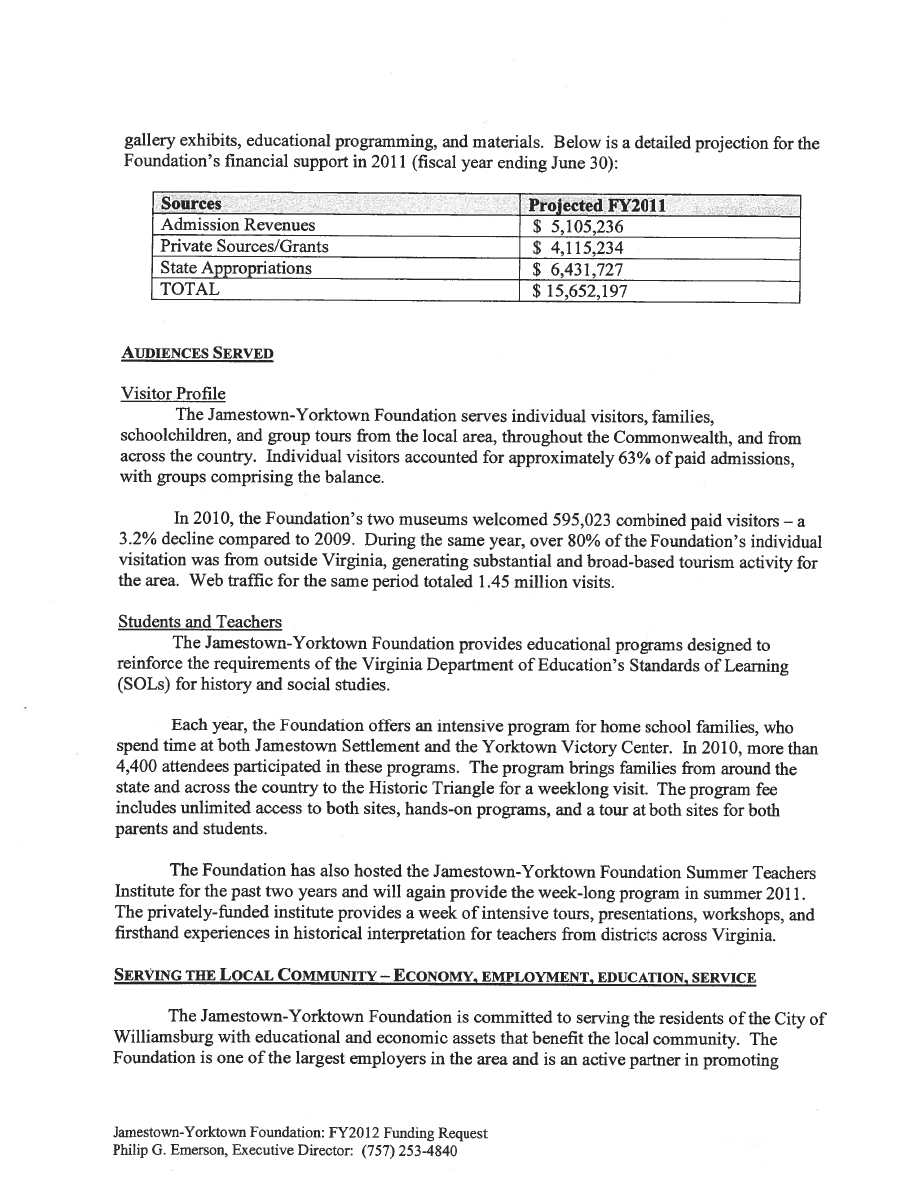 gallery exhibits, educational programming, and materials. Below is a detailed projection for the
Foundation's financial support in 2011 (fiscal year ending June 30):
Sources Projected FY2011
Admission Revenues $ 5,105,236
Private Sources/Grants $ 4,115,234
State Appropriations $ 6,431,727
TOTAL $ 15,652,197
AUDIENCES SERVED
Visitor Profile
The Jamestown-Yorktown Foundation serves individual visitors, families,
schoolchildren, and group tours from the local area, throughout the Commonwealth, and from
across the country. Individual visitors accounted for approximately 63% of paid admissions,
with groups comprising the balance.
In 2010, the Foundation's two museums welcomed 595,023 combined paid visitors – a
3.2% decline compared to 2009. During the same year, over 80% of the Foundation's individual
visitation was from outside Virginia, generating substantial and broad-based tourism activity for
the area. Web traffic for the same period totaled 1.45 million visits.
Students and Teachers
The Jamestown-Yorktown Foundation provides educational programs designed to
reinforce the requirements of the Virginia Department of Education's Standards of Learning
(SOLs) for history and social studies.
Each year, the Foundation offers an intensive program for home school families, who
spend time at both Jamestown Settlement and the Yorktown Victory Center. In 2010, more than
4,400 attendees participated in these programs. The program brings families from around the
state and across the country to the Historic Triangle for a weeklong visit. The program fee
includes unlimited access to both sites, hands-on programs, and a tour at both sites for both
parents and students.
The Foundation has also hosted the Jamestown-Yorktown Foundation Summer Teachers
Institute for the past two years and will again provide the week-long program in summer 2011.
The privately-funded institute provides a week of intensive tours, presentations, workshops, and
firsthand experiences in historical interpretation for teachers from districts across Virginia.
SERVING THE LOCAL COMMUNITY – ECONOMY, EMPLOYMENT, EDUCATION, SERVICE
The Jamestown-Yorktown Foundation is committed to serving the residents of the City of
Williamsburg with educational and economic assets that benefit the local community. The
Foundation is one of the largest employers in the area and is an active partner in promoting
Jamestown-Yorktown Foundation: FY2012 Funding Request
Philip G. Emerson, Executive Director: (757) 253-4840